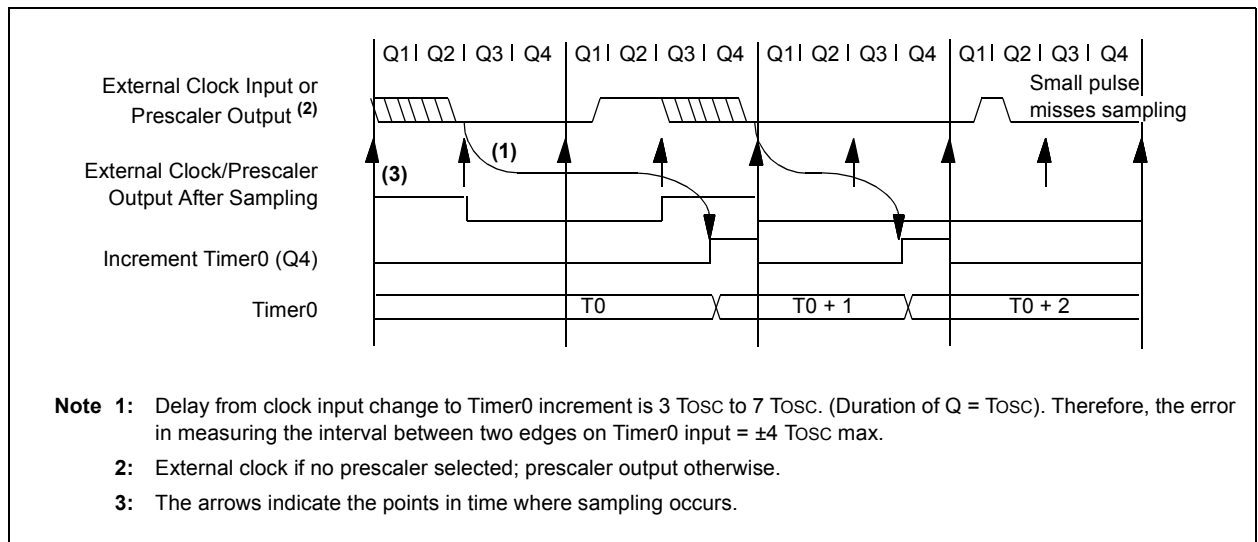 Q1 Q2 Q3 Q4 Q1 Q2 Q3 Q4 Q1 Q2 Q3 Q4 Q1 Q2 Q3 Q4
External Clock Input or
Prescaler Output (2)
Small pulse
misses sampling
(1)
External Clock/Prescaler
Output After Sampling
(3)
Increment Timer0 (Q4)
Timer0 T0 T0 + 1 T0 + 2
Note 1: Delay from clock input change to Timer0 increment is 3 TOSC to 7 TOSC. (Duration of Q = TOSC). Therefore, the error
in measuring the interval between two edges on Timer0 input = ±4 TOSC max.
2: External clock if no prescaler selected; prescaler output otherwise.
3: The arrows indicate the points in time where sampling occurs.